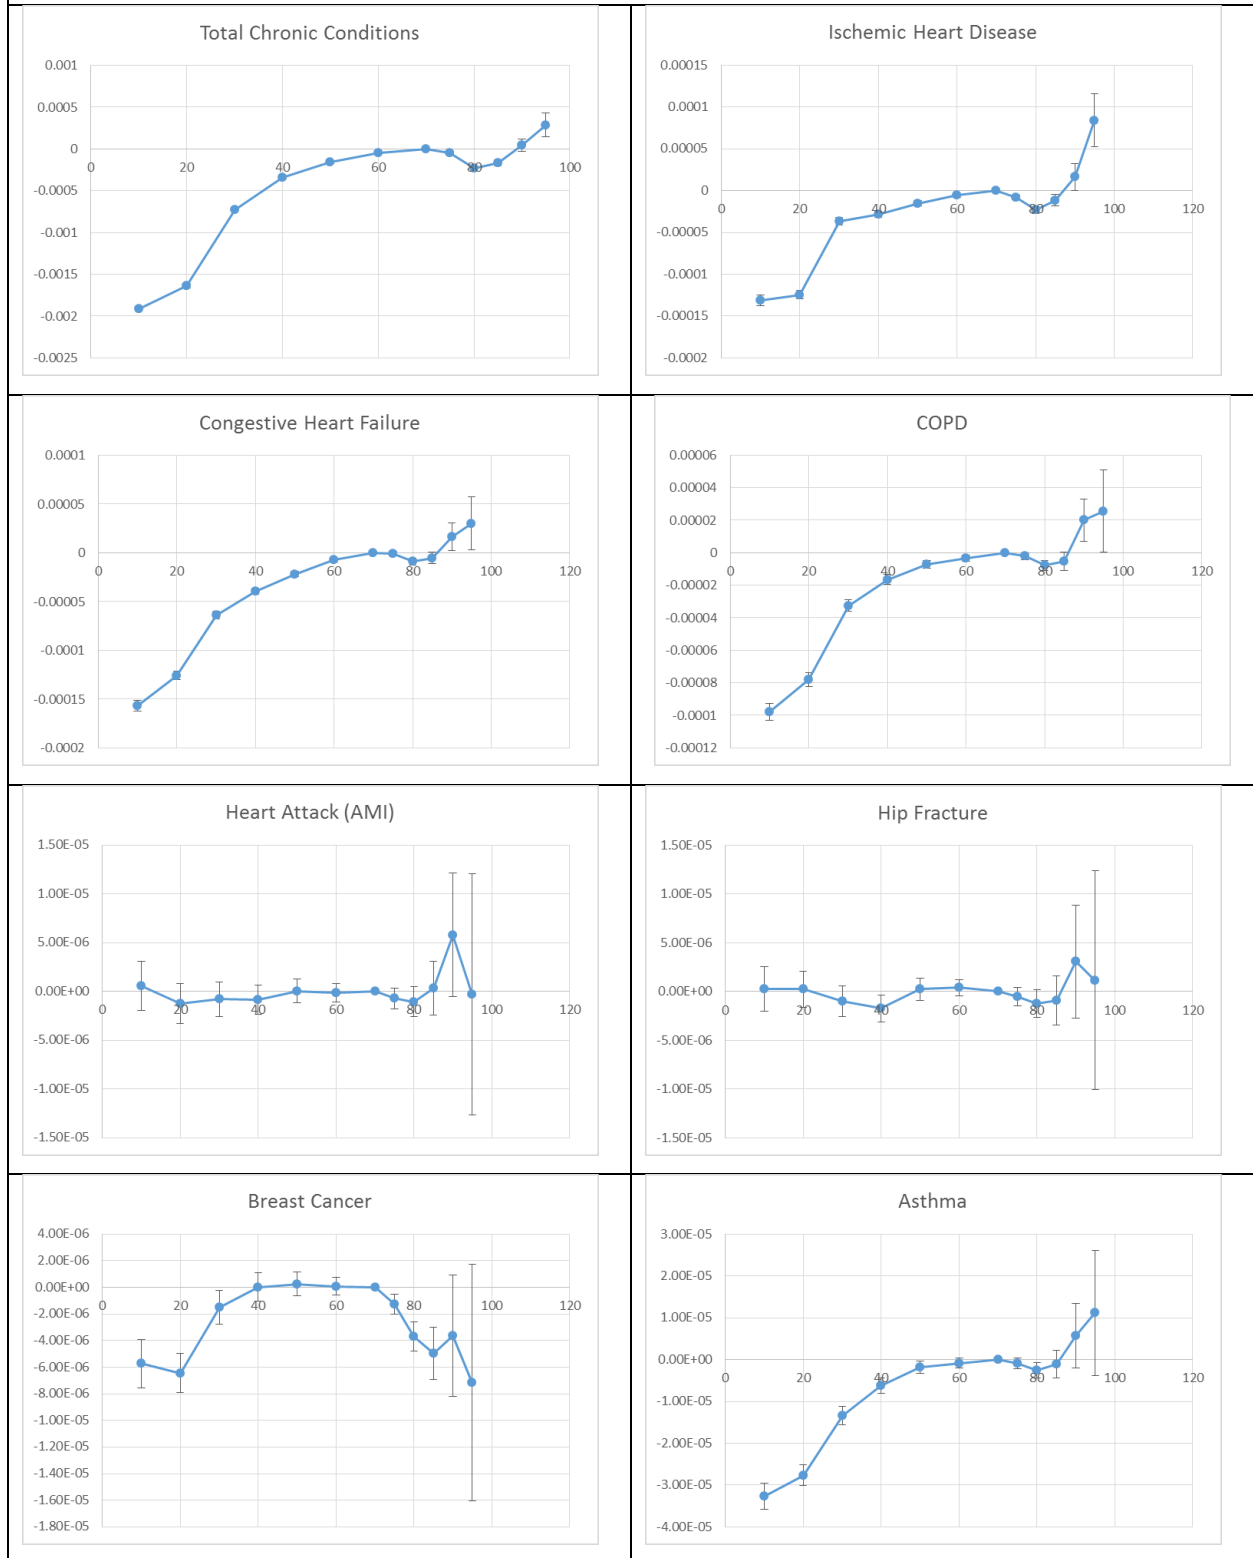 Total Chronic Conditions
0.001
0.0005
0
-0.0005
-0.001
-0.0015
-0.002
-0.0025
0 20 40 60 80 100
Ischemic Heart Disease
0.00015
0.0001
0.00005
0
-0.00005
-0.0001
-0.00015
-0.0002
0 20 40 60 80 100 120
Congestive Heart Failure
0.0001
0.00005
0
-0.00005
-0.0001
-0.00015
-0.0002
0 20 40 60 80 100 120
COPD
0.00006
0.00004
0.00002
0
-0.00002
-0.00004
-0.00006
-0.00008
-0.0001
-0.00012
0 20 40 60 80 100 120
Heart Attack (AMI)
1.50E-05
1.00E-05
5.00E-06
0.00E+00
-5.00E-06
-1.00E-05
-1.50E-05
0 20 40 60 80 100 120
Hip Fracture
1.50E-05
1.00E-05
5.00E-06
0.00E+00
-5.00E-06
-1.00E-05
-1.50E-05
0 20 40 60 80 100 120
Breast Cancer
4.00E-06
2.00E-06
0.00E+00
-2.00E-06
-4.00E-06
-6.00E-06
-8.00E-06
-1.00E-05
-1.20E-05
-1.40E-05
-1.60E-05
-1.80E-05
0 20 40 60 80 100 120
Asthma
3.00E-05
2.00E-05
1.00E-05
0.00E+00
-1.00E-05
-2.00E-05
-3.00E-05
-4.00E-05
0 20 40 60 80 100 120